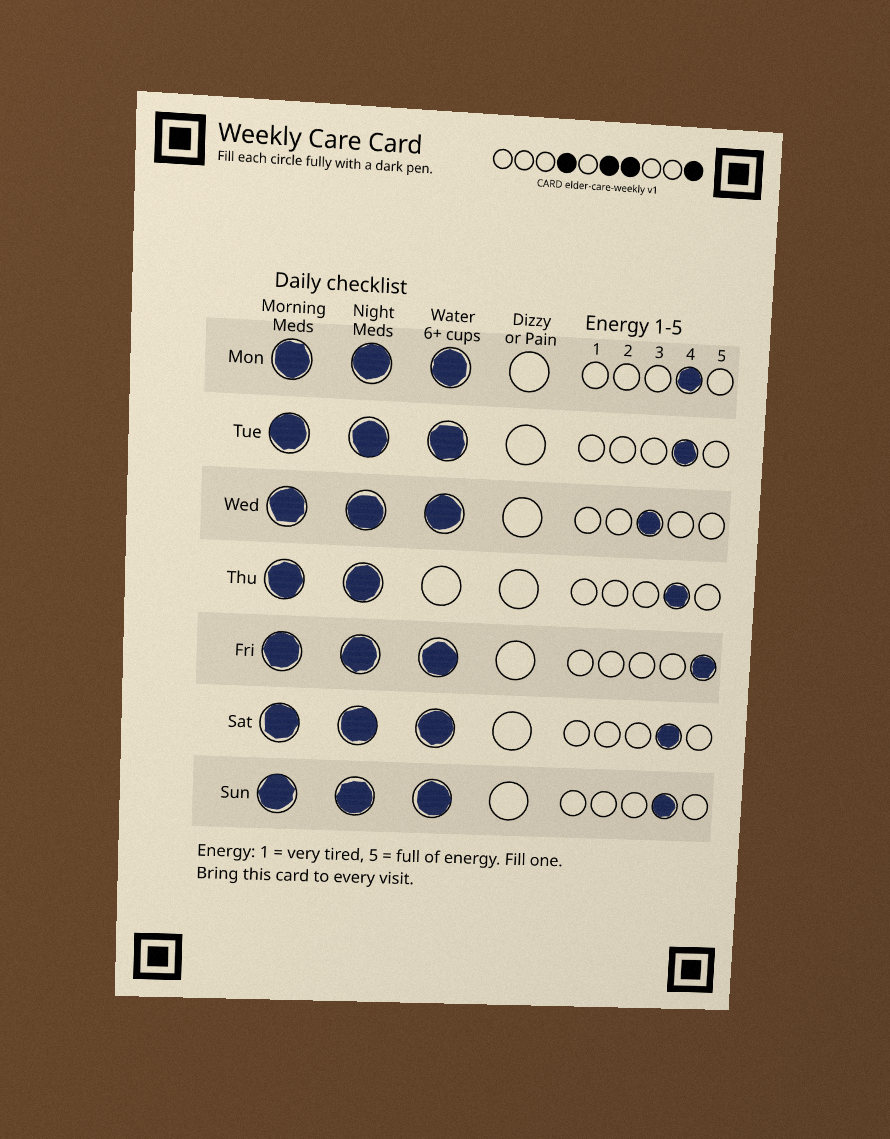 Weekly Care Card
Fill each circle fully with a dark pen.
CARD elder-care-weekly v1
Daily checklist
Morning Meds
Night Meds
Water 6+ cups
Dizzy or Pain
Energy 1-5
1 2 3 4 5
Mon
Tue
Wed
Thu
Fri
Sat
Sun
Energy: 1 = very tired, 5 = full of energy. Fill one.
Bring this card to every visit.